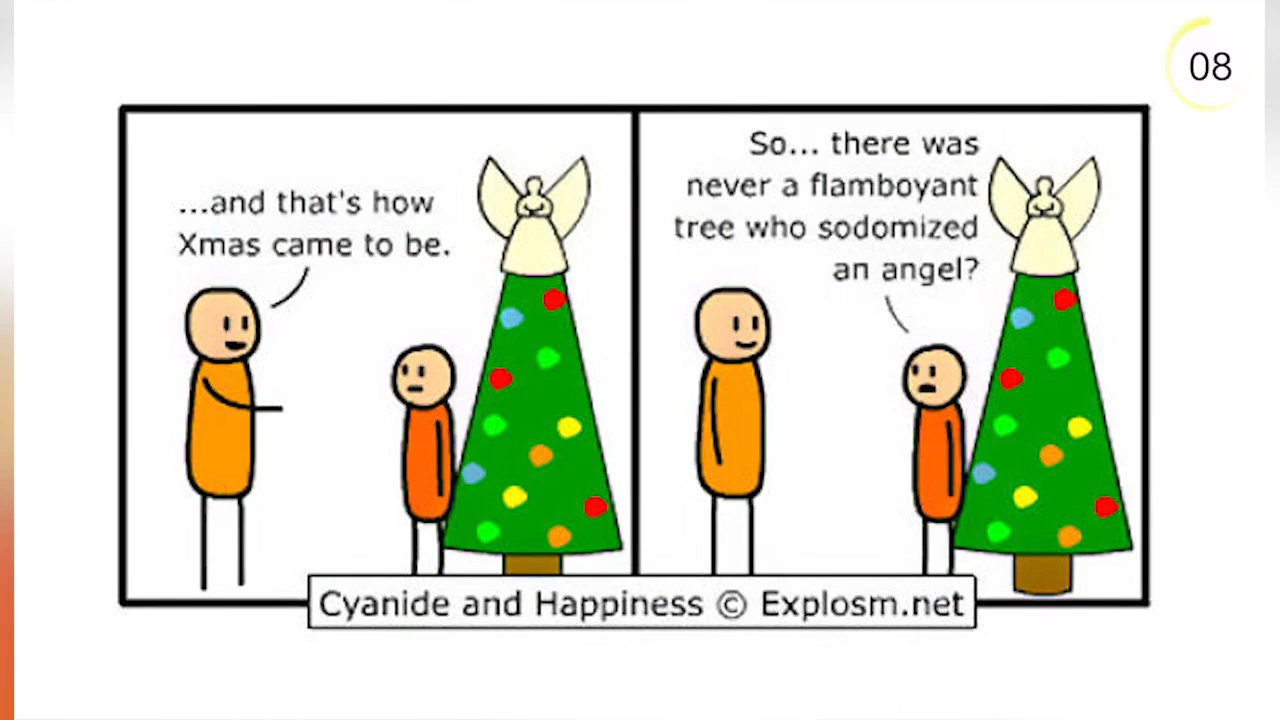 08
...and that's how
Xmas came to be.
So... there was
never a flamboyant
tree who sodomized
an angel?
Cyanide and Happiness © Explosm.net